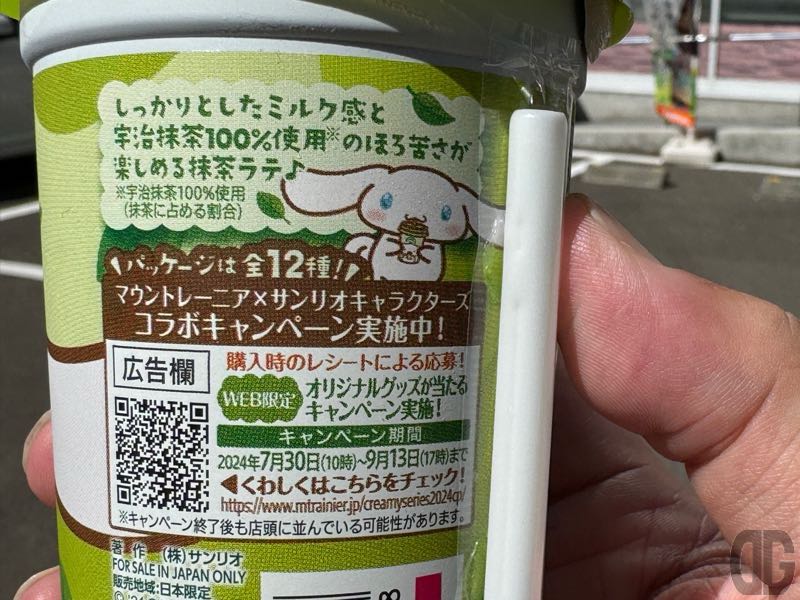 しっかりとしたミルク感と
宇治抹茶100%使用※のほろ苦さが
楽しめる抹茶ラテ♪
※宇治抹茶100%使用
(抹茶に占める割合)
パッケージは全12種!
マウントレーニア×サンリオキャラクターズ
コラボキャンペーン実施中!
広告欄
購入時のレシートによる応募!
WEB限定
オリジナルグッズが当たる
キャンペーン実施!
キャンペーン期間
2024年7月30日(10時)~9月13日(17時)まで
◀くわしくはこちらをチェック!
https://www.mtrainier.jp/creamyseries2024cp/
※キャンペーン終了後も店頭に並んでいる可能性があります。
著作 (株)サンリオ
FOR SALE IN JAPAN ONLY
販売地域:日本限定
DG